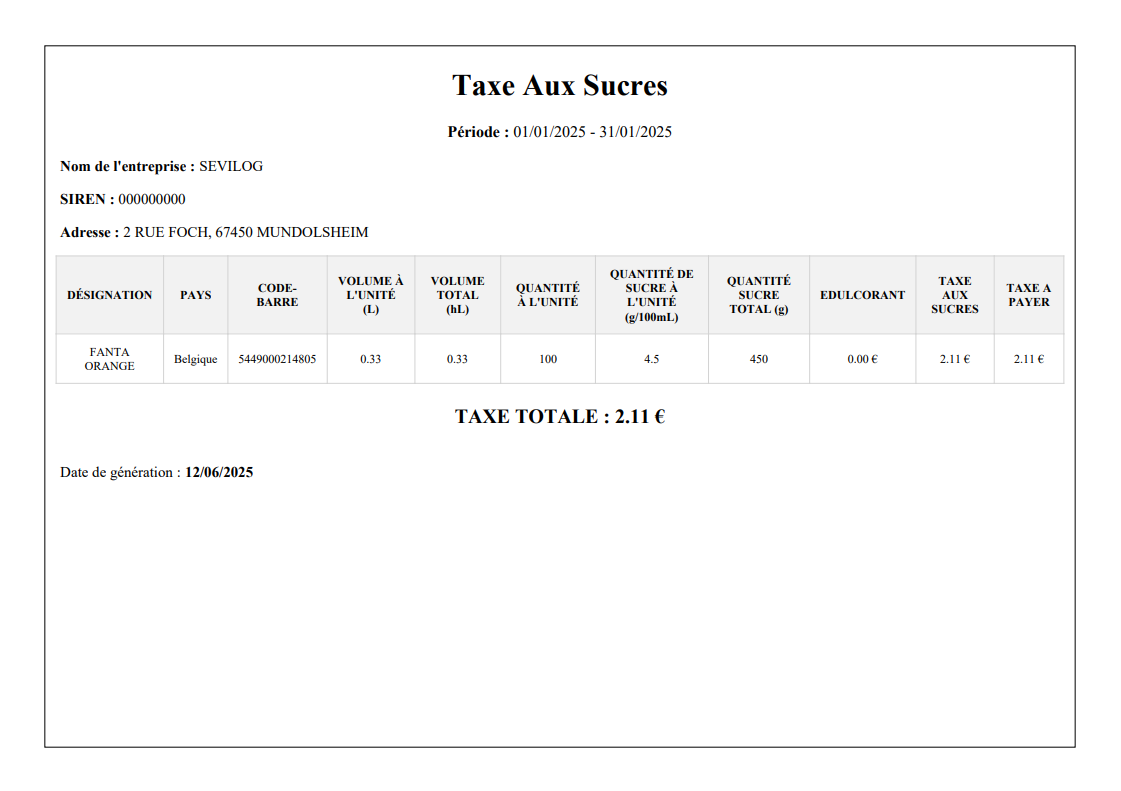 Taxe Aux Sucres
Période : 01/01/2025 - 31/01/2025
Nom de l'entreprise : SEVILOG
SIREN : 000000000
Adresse : 2 RUE FOCH, 67450 MUNDOLSHEIM
DÉSIGNATION
PAYS
CODE-
BARRE
VOLUME À
L'UNITÉ
(L)
VOLUME
TOTAL
(hL)
QUANTITÉ
À L'UNITÉ
QUANTITÉ DE
SUCRE À
L'UNITÉ
(g/100mL)
QUANTITÉ
SUCRE
TOTAL (g)
EDULCORANT
TAXE
AUX
SUCRES
TAXE A
PAYER
FANTA
ORANGE
Belgique
5449000214805
0.33
0.33
100
4.5
450
0.00 €
2.11 €
2.11 €
TAXE TOTALE : 2.11 €
Date de génération : 12/06/2025